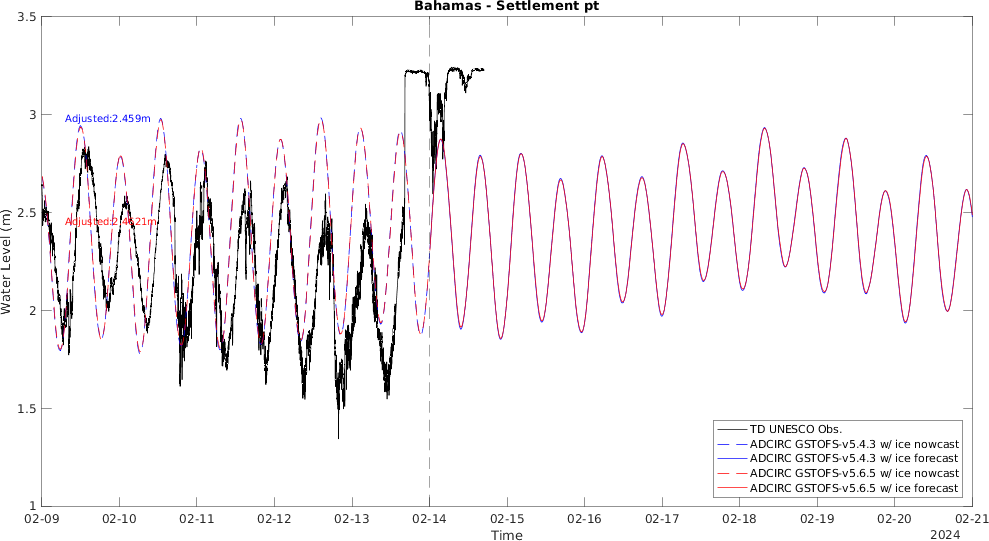 Bahamas - Settlement pt
3.5
3
2.5
2
1.5
1
Water Level (m)
Adjusted:2.459m
TD UNESCO Obs.
ADCIRC GSTOFS-v5.4.3 w/ ice nowcast
ADCIRC GSTOFS-v5.4.3 w/ ice forecast
ADCIRC GSTOFS-v5.6.5 w/ ice nowcast
ADCIRC GSTOFS-v5.6.5 w/ ice forecast
02-09 02-10 02-11 02-12 02-13 02-14 02-15 02-16 02-17 02-18 02-19 02-20 02-21
Time
2024